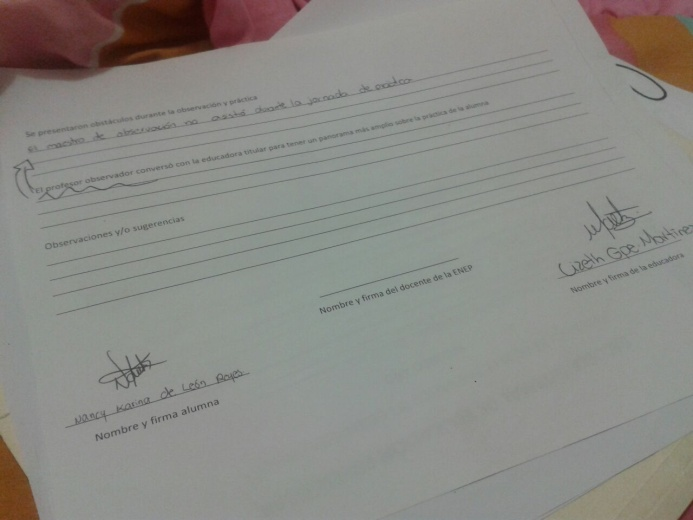 Se presentaron obstáculos durante la observación y práctica
El maestro de observación no asistió durante la jornada de práctica
El profesor observador conversó con la educadora titular para tener un panorama más amplio sobre la práctica de la alumna
Observaciones y/o sugerencias
Nombre y firma del docente de la ENEP
Martínez
Nombre y firma de la educadora
Nancy Karina de León Reyes
Nombre y firma alumna